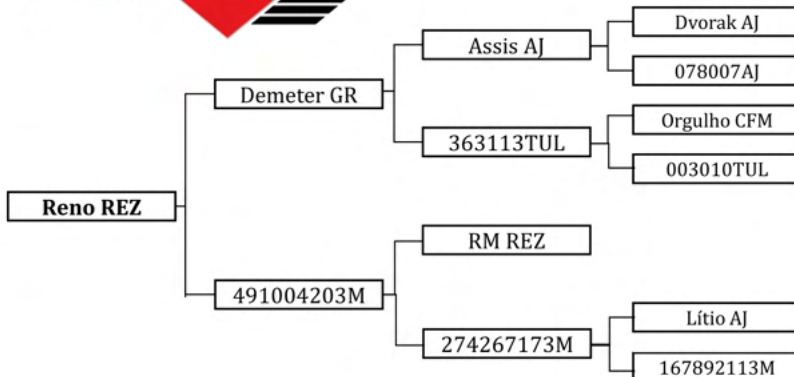 Dvorak AJ
Assis AJ
078007AJ
Demeter GR
Orgulho CFM
363113TUL
003010TUL
Reno REZ
RM REZ
491004203M
Lítio AJ
274267173M
167892113M